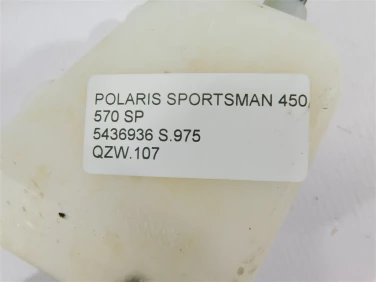 POLARIS SPORTSMAN 450,
570 SP
5436936 S.975
QZW.107